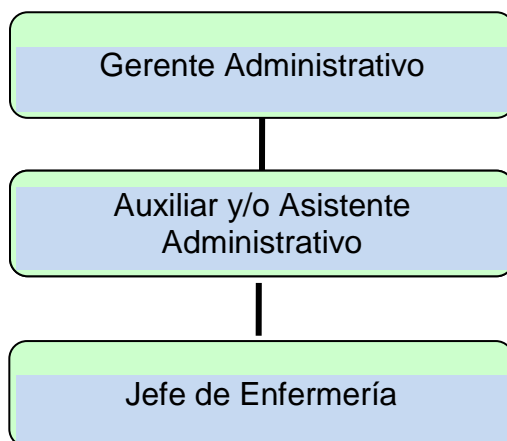 Gerente Administrativo
Auxiliar y/o Asistente
Administrativo
Jefe de Enfermería